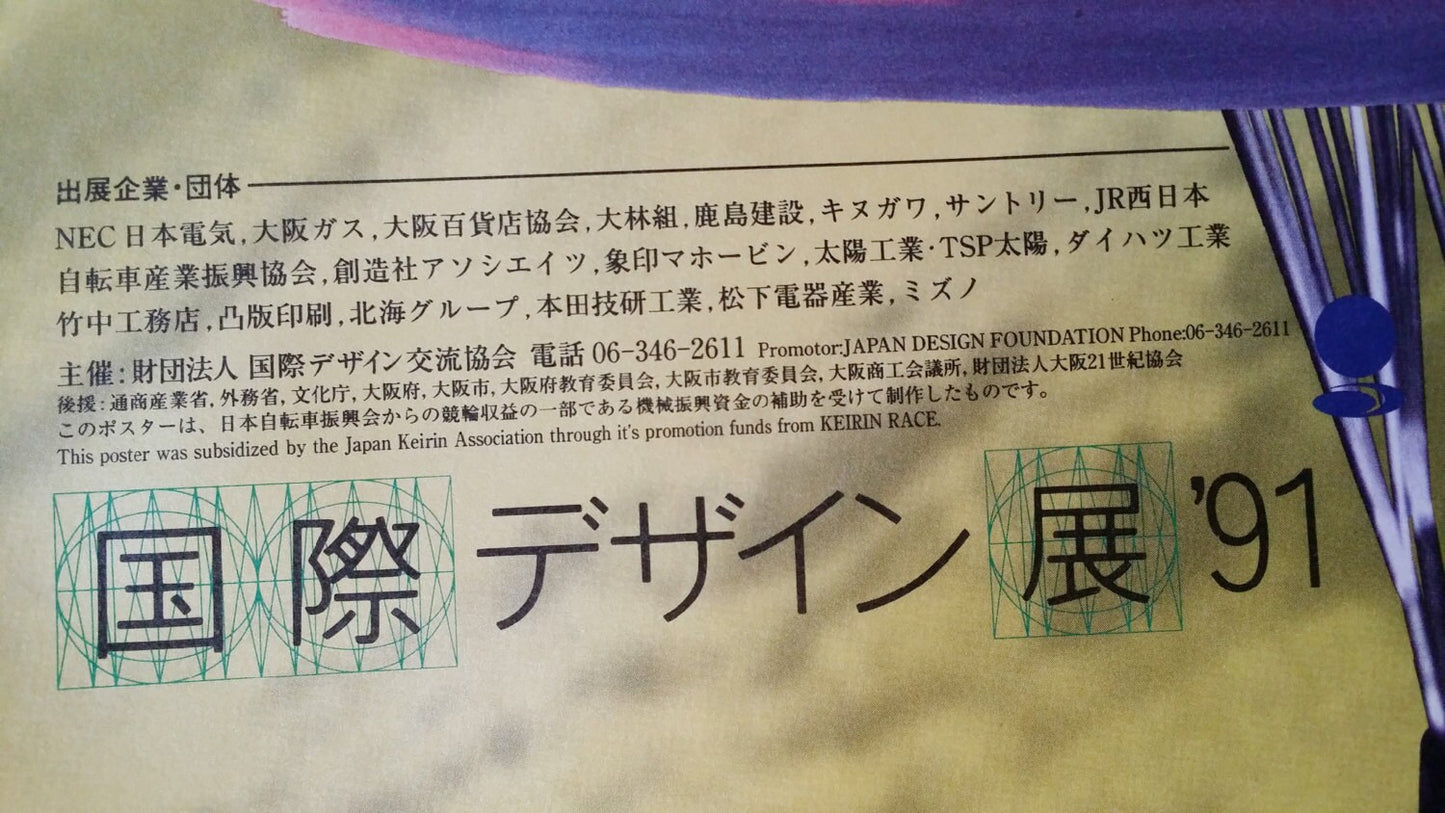 出展企業・団体
NEC日本電気,大阪ガス,大阪百貨店協会,大林組,鹿島建設,キヌガワ,サントリー,JR西日本
自転車産業振興協会,創造社アソシエイツ,象印マホービン,太陽工業・TSP太陽,ダイハツ工業
竹中工務店,凸版印刷,北海グループ,本田技研工業,松下電器産業,ミズノ
主催:財団法人 国際デザイン交流協会 電話 06-346-2611 Promotor:JAPAN DESIGN FOUNDATION Phone:06-346-2611
後援:通商産業省,外務省,文化庁,大阪府,大阪市,大阪府教育委員会,大阪市教育委員会,大阪商工会議所,財団法人大阪21世紀協会
このポスターは、日本自転車振興会からの競輪収益の一部である機械振興資金の補助を受けて制作したものです。
This poster was subsidized by the Japan Keirin Association through it's promotion funds from KEIRIN RACE.
国際デザイン展'91